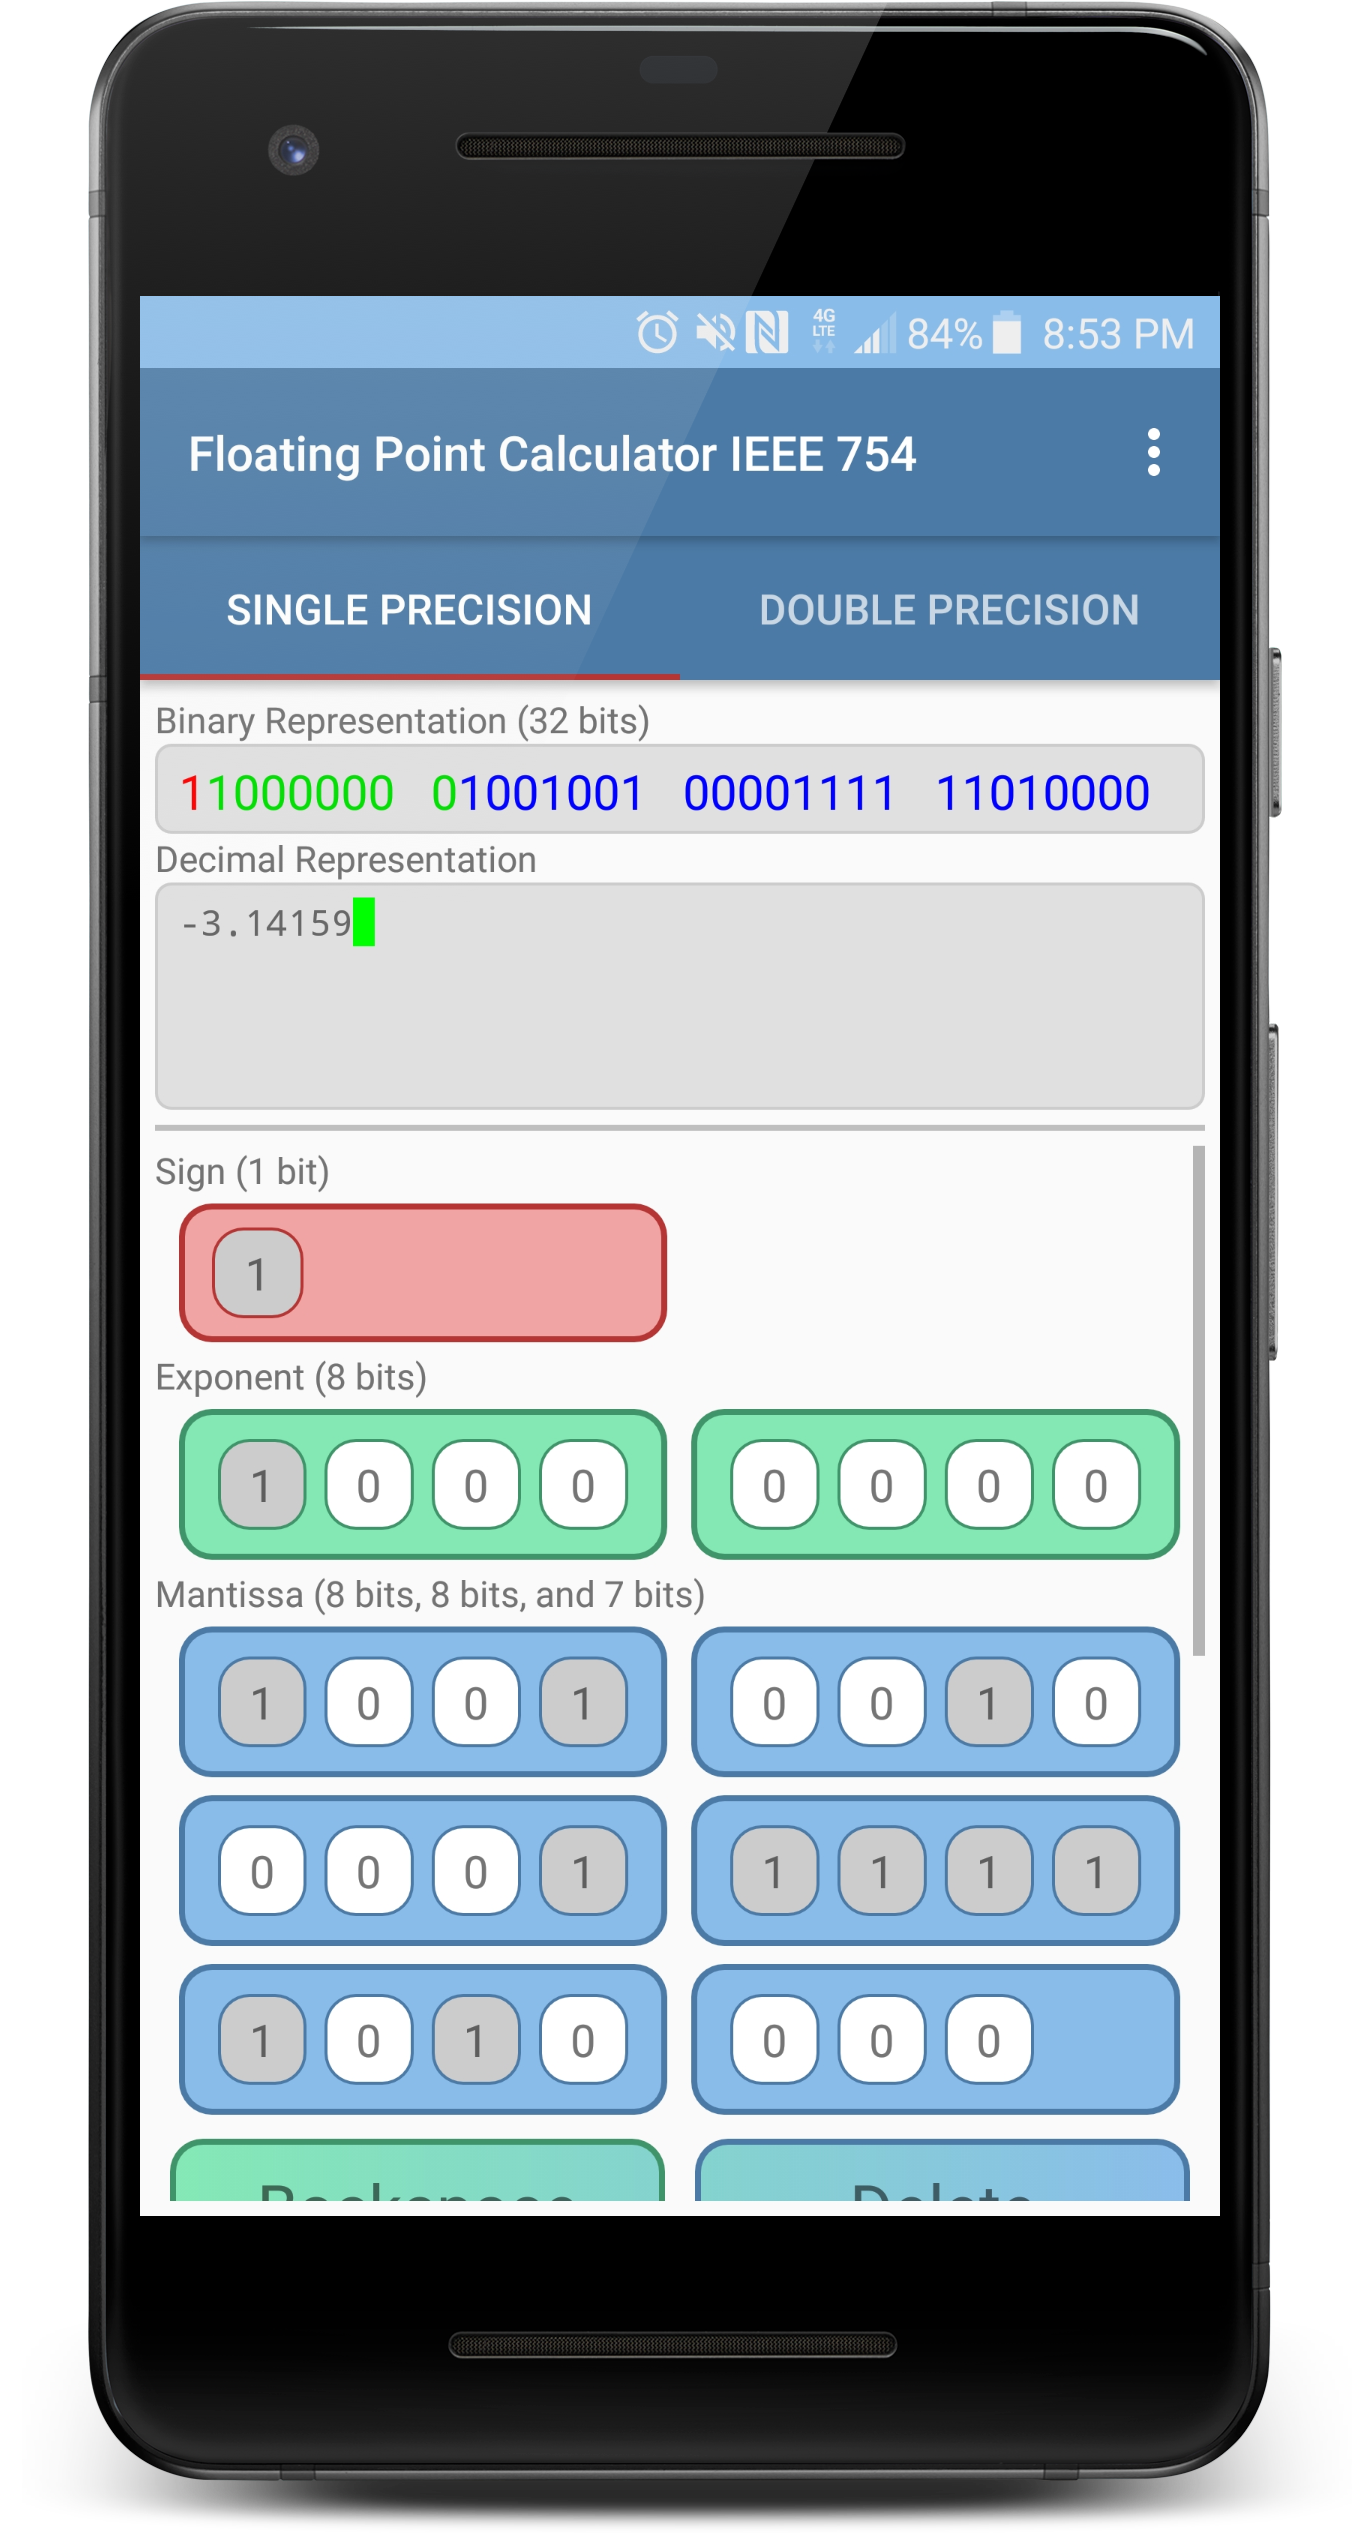 4G LTE 84% 8:53 PM
Floating Point Calculator IEEE 754
SINGLE PRECISION DOUBLE PRECISION
Binary Representation (32 bits)
11000000 01001001 00001111 11010000
Decimal Representation
-3.14159
Sign (1 bit)
1
Exponent (8 bits)
1 0 0 0 0 0 0 0
Mantissa (8 bits, 8 bits, and 7 bits)
1 0 0 1 0 0 1 0
0 0 0 1 1 1 1 1
1 0 1 0 0 0 0
Backspace Delete